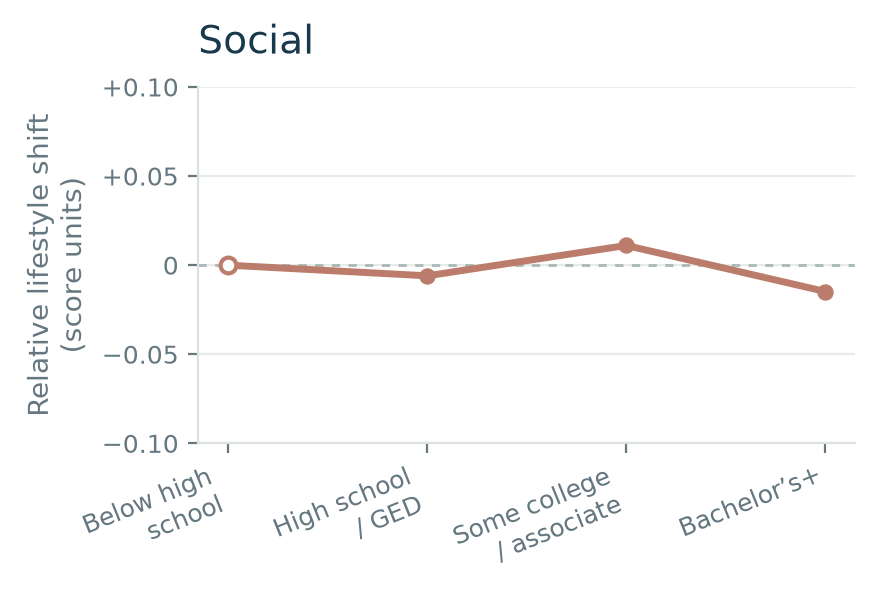 Social
Relative lifestyle shift
(score units)
+0.10
+0.05
0
−0.05
−0.10
Below high
school
High school
/ GED
Some college
/ associate
Bachelor’s+